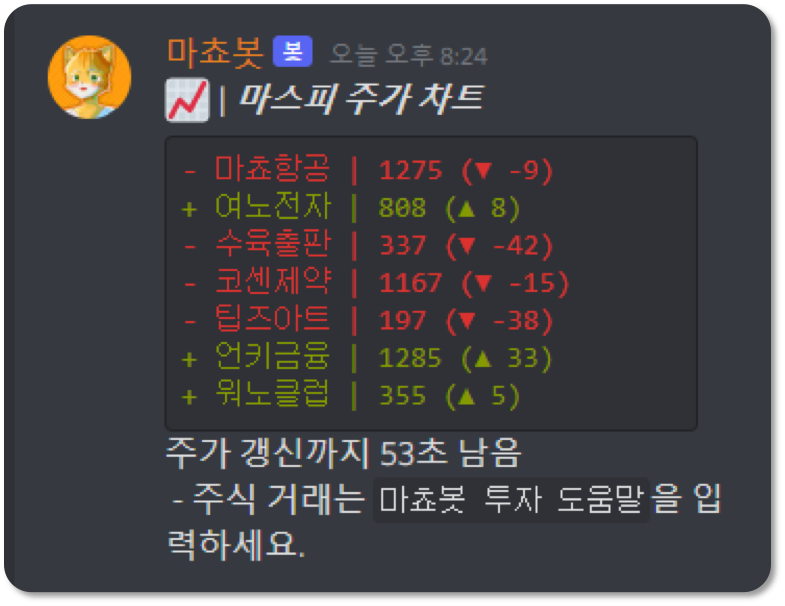 마쵸봇 봇 오늘 오후 8:24
| 마스피 주가 차트
- 마쵸항공 | 1275 (▼ -9)
+ 여노전자 | 808 (▲ 8)
- 수육출판 | 337 (▼ -42)
- 코센제약 | 1167 (▼ -15)
- 팁즈아트 | 197 (▼ -38)
+ 언키금융 | 1285 (▲ 33)
+ 워노클럽 | 355 (▲ 5)
주가 갱신까지 53초 남음
- 주식 거래는 마쵸봇 투자 도움말을 입
력하세요.